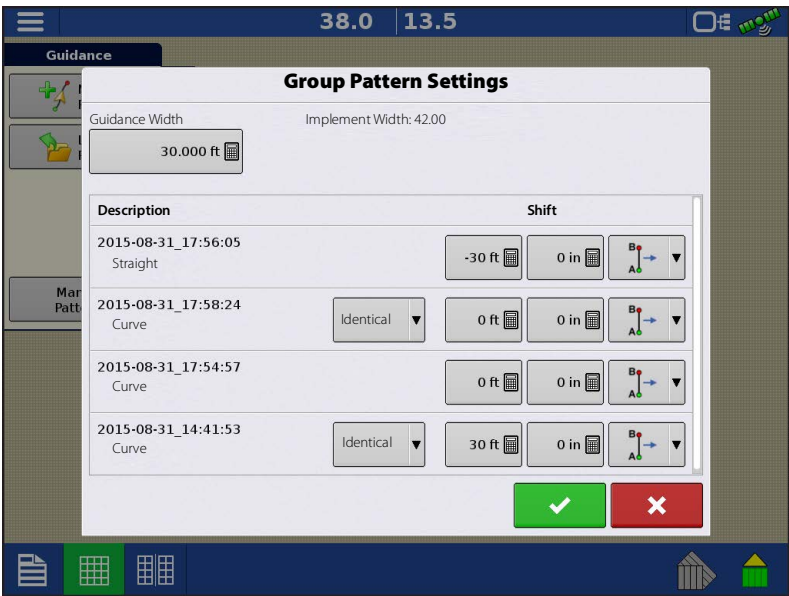 38.0 13.5
Guidance
Group Pattern Settings
Guidance Width
Implement Width: 42.00
30.000 ft
Description Shift
2015-08-31_17:56:05
Straight
-30 ft 0 in B A
2015-08-31_17:58:24
Curve
Identical 0 ft 0 in B A
2015-08-31_17:54:57
Curve
0 ft 0 in B A
2015-08-31_14:41:53
Curve
Identical 30 ft 0 in B A
Mar
Patt